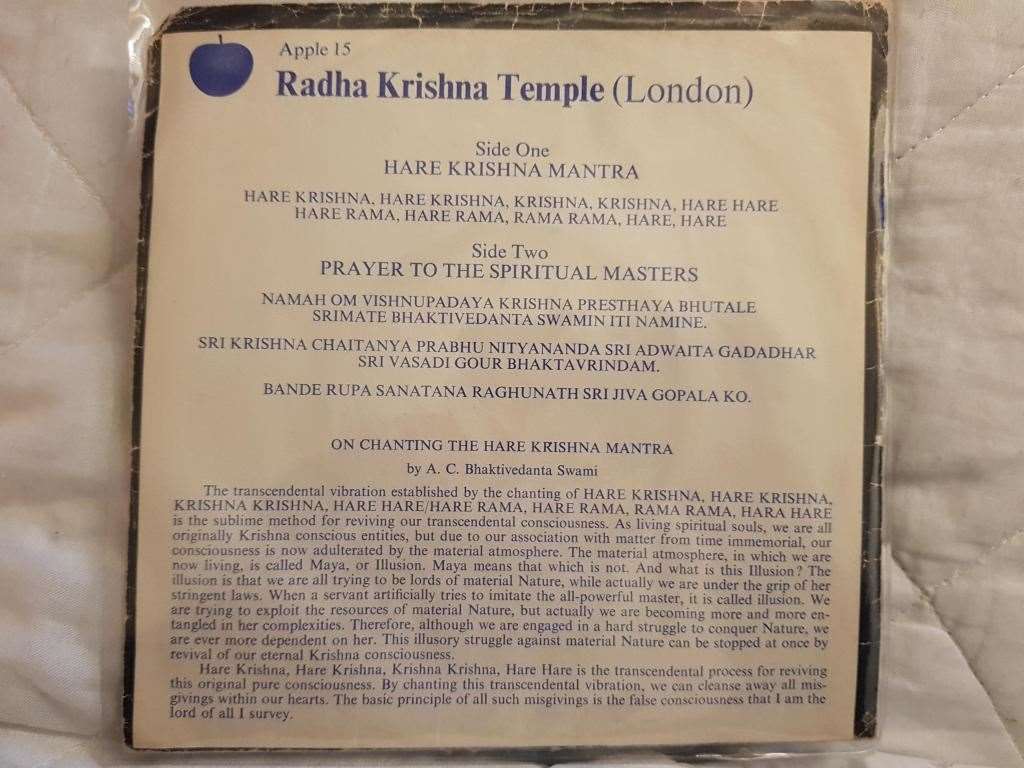 Apple 15
Radha Krishna Temple (London)
Side One
HARE KRISHNA MANTRA
HARE KRISHNA, HARE KRISHNA, KRISHNA, KRISHNA, HARE HARE
HARE RAMA, HARE RAMA, RAMA RAMA, HARE, HARE
Side Two
PRAYER TO THE SPIRITUAL MASTERS
NAMAH OM VISHNUPADAYA KRISHNA PRESTHAYA BHUTALE
SRIMATE BHAKTIVEDANTA SWAMIN ITI NAMINE.
SRI KRISHNA CHAITANYA PRABHU NITYANANDA SRI ADWAITA GADADHAR
SRI VASADI GOUR BHAKTAVRINDAM.
BANDE RUPA SANATANA RAGHUNATH SRI JIVA GOPALA KO.
ON CHANTING THE HARE KRISHNA MANTRA
by A. C. Bhaktivedanta Swami
The transcendental vibration established by the chanting of HARE KRISHNA, HARE KRISHNA,
KRISHNA KRISHNA, HARE HARE/HARE RAMA, HARE RAMA, RAMA RAMA, HARA HARE
is the sublime method for reviving our transcendental consciousness. As living spiritual souls, we are all
originally Krishna conscious entities, but due to our association with matter from time immemorial, our
consciousness is now adulterated by the material atmosphere. The material atmosphere, in which we are
now living, is called Maya, or Illusion. Maya means that which is not. And what is this Illusion? The
illusion is that we are all trying to be lords of material Nature, while actually we are under the grip of her
stringent laws. When a servant artificially tries to imitate the all-powerful master, it is called illusion. We
are trying to exploit the resources of material Nature, but actually we are becoming more and more en-
tangled in her complexities. Therefore, although we are engaged in a hard struggle to conquer Nature, we
are ever more dependent on her. This illusory struggle against material Nature can be stopped at once by
revival of our eternal Krishna consciousness.
Hare Krishna, Hare Krishna, Krishna Krishna, Hare Hare is the transcendental process for reviving
this original pure consciousness. By chanting this transcendental vibration, we can cleanse away all mis-
givings within our hearts. The basic principle of all such misgivings is the false consciousness that I am the
lord of all I survey.